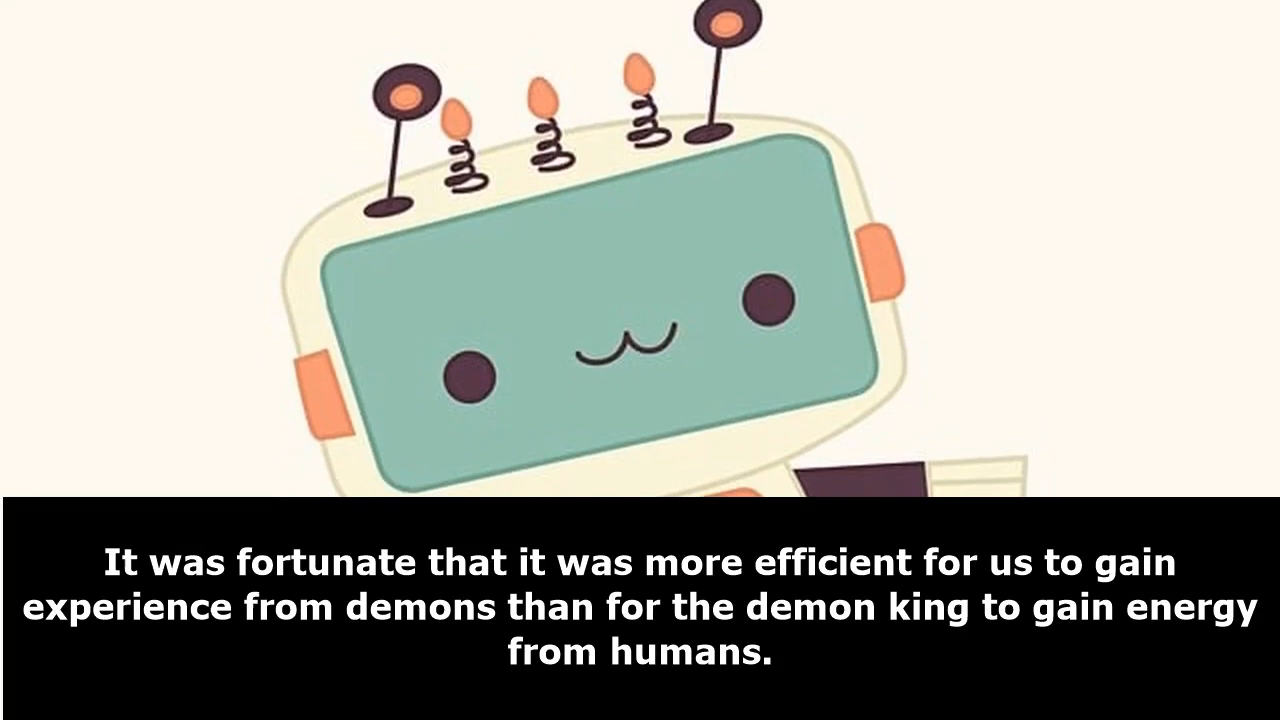 It was fortunate that it was more efficient for us to gain
experience from demons than for the demon king to gain energy
from humans.